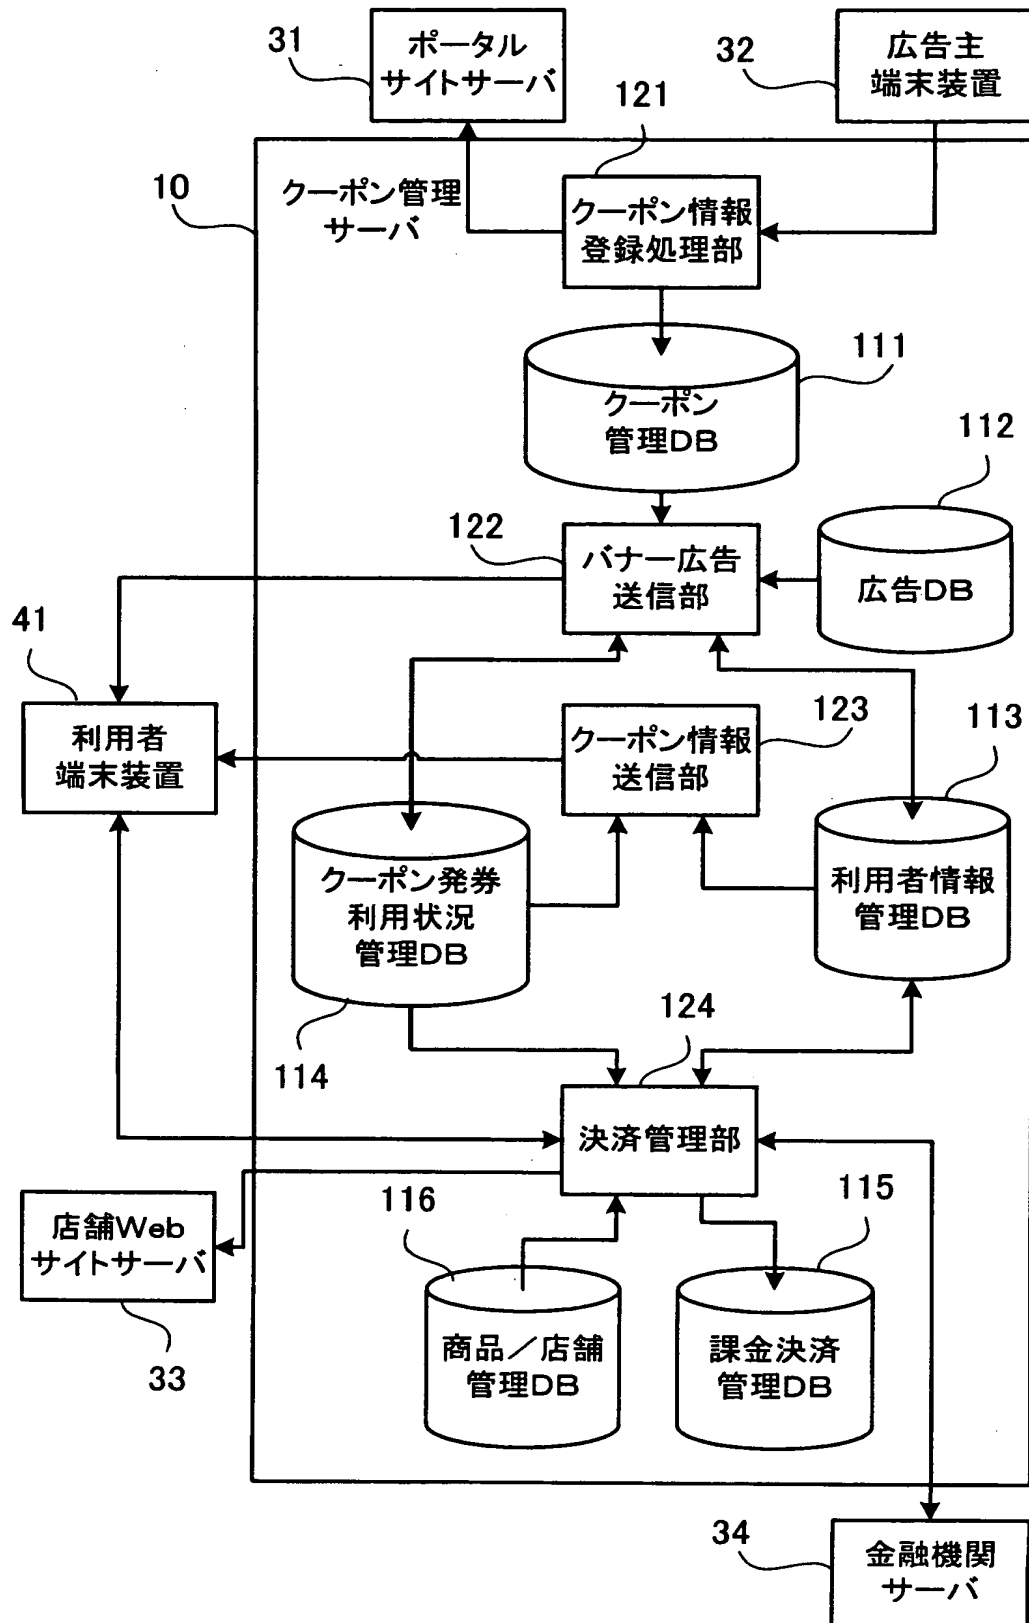 31
ポータル
サイトサーバ
32
広告主
端末装置
121
10
クーポン管理
サーバ
クーポン情報
登録処理部
111
クーポン
管理DB
112
122
バナー広告
送信部
広告DB
41
利用者
端末装置
クーポン情報
送信部
123
113
クーポン発券
利用状況
管理DB
利用者情報
管理DB
114
124
決済管理部
店舗Web
サイトサーバ
33
116
115
商品/店舗
管理DB
課金決済
管理DB
34
金融機関
サーバ